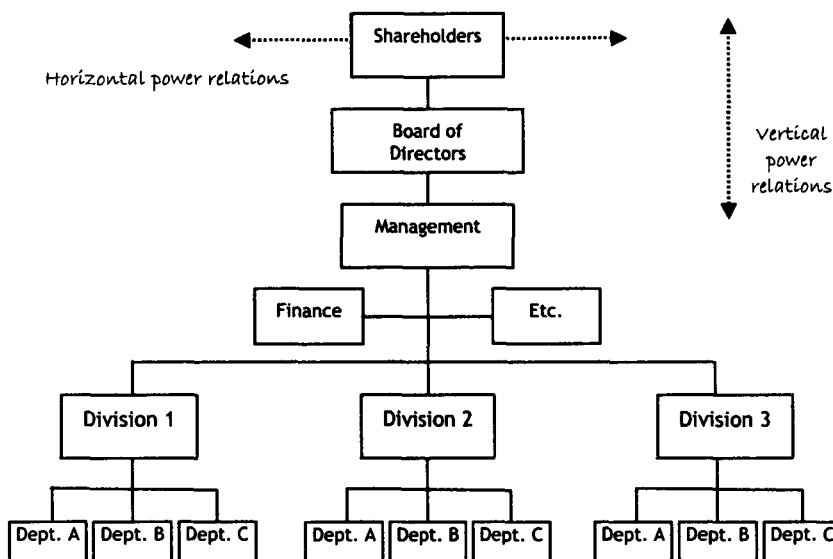 Shareholders
Horizontal power relations
Board of
Directors
Vertical
power
relations
Management
Finance
Etc.
Division 1
Division 2
Division 3
Dept. A
Dept. B
Dept. C
Dept. A
Dept. B
Dept. C
Dept. A
Dept. B
Dept. C